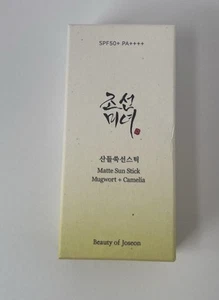 SPF50+ PA++++
조선
미녀
산들쑥선스틱
Matte Sun Stick
Mugwort + Camelia
Beauty of Joseon